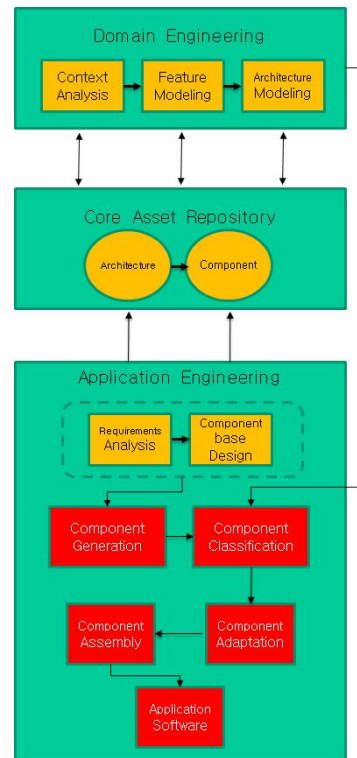 Domain Engineering
Context
Analysis
Feature
Modeling
Architecture
Modeling
Core Asset Repository
Architecture
Component
Application Engineering
Requirements
Analysis
Component
base
Design
Component
Generation
Component
Classification
Component
Assembly
Component
Adaptation
Application
Software